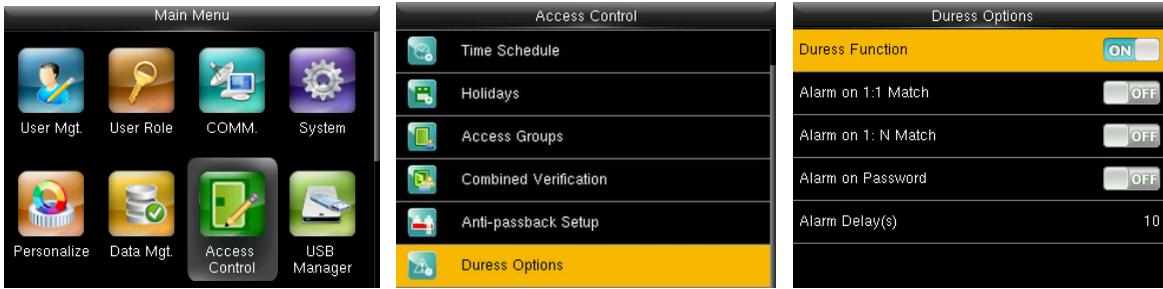 Main Menu
User Mgt.
User Role
COMM.
System
Personalize
Data Mgt.
Access
Control
USB
Manager
Access Control
Time Schedule
Holidays
Access Groups
Combined Verification
Anti-passback Setup
Duress Options
Duress Options
Duress Function ON
Alarm on 1:1 Match OFF
Alarm on 1: N Match OFF
Alarm on Password OFF
Alarm Delay(s) 10